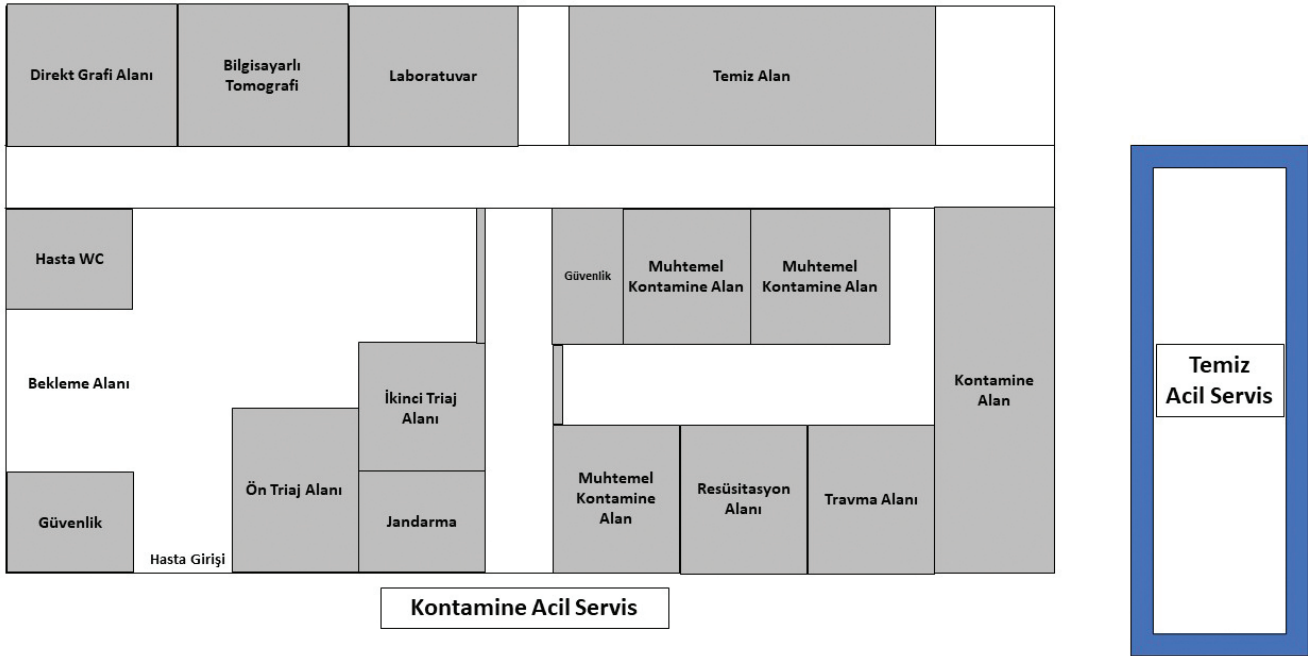 Direkt Grafi Alanı
Bilgisayarlı
Tomografi
Laboratuvar
Temiz Alan
Hasta WC
Güvenlik
Muhtemel
Kontamine Alan
Muhtemel
Kontamine Alan
Bekleme Alanı
İkinci Triaj
Alanı
Kontamine
Alan
Temiz
Acil Servis
Ön Triaj Alanı
Muhtemel
Kontamine
Alan
Resüsitasyon
Alanı
Travma Alanı
Güvenlik
Jandarma
Hasta Girişi
Kontamine Acil Servis